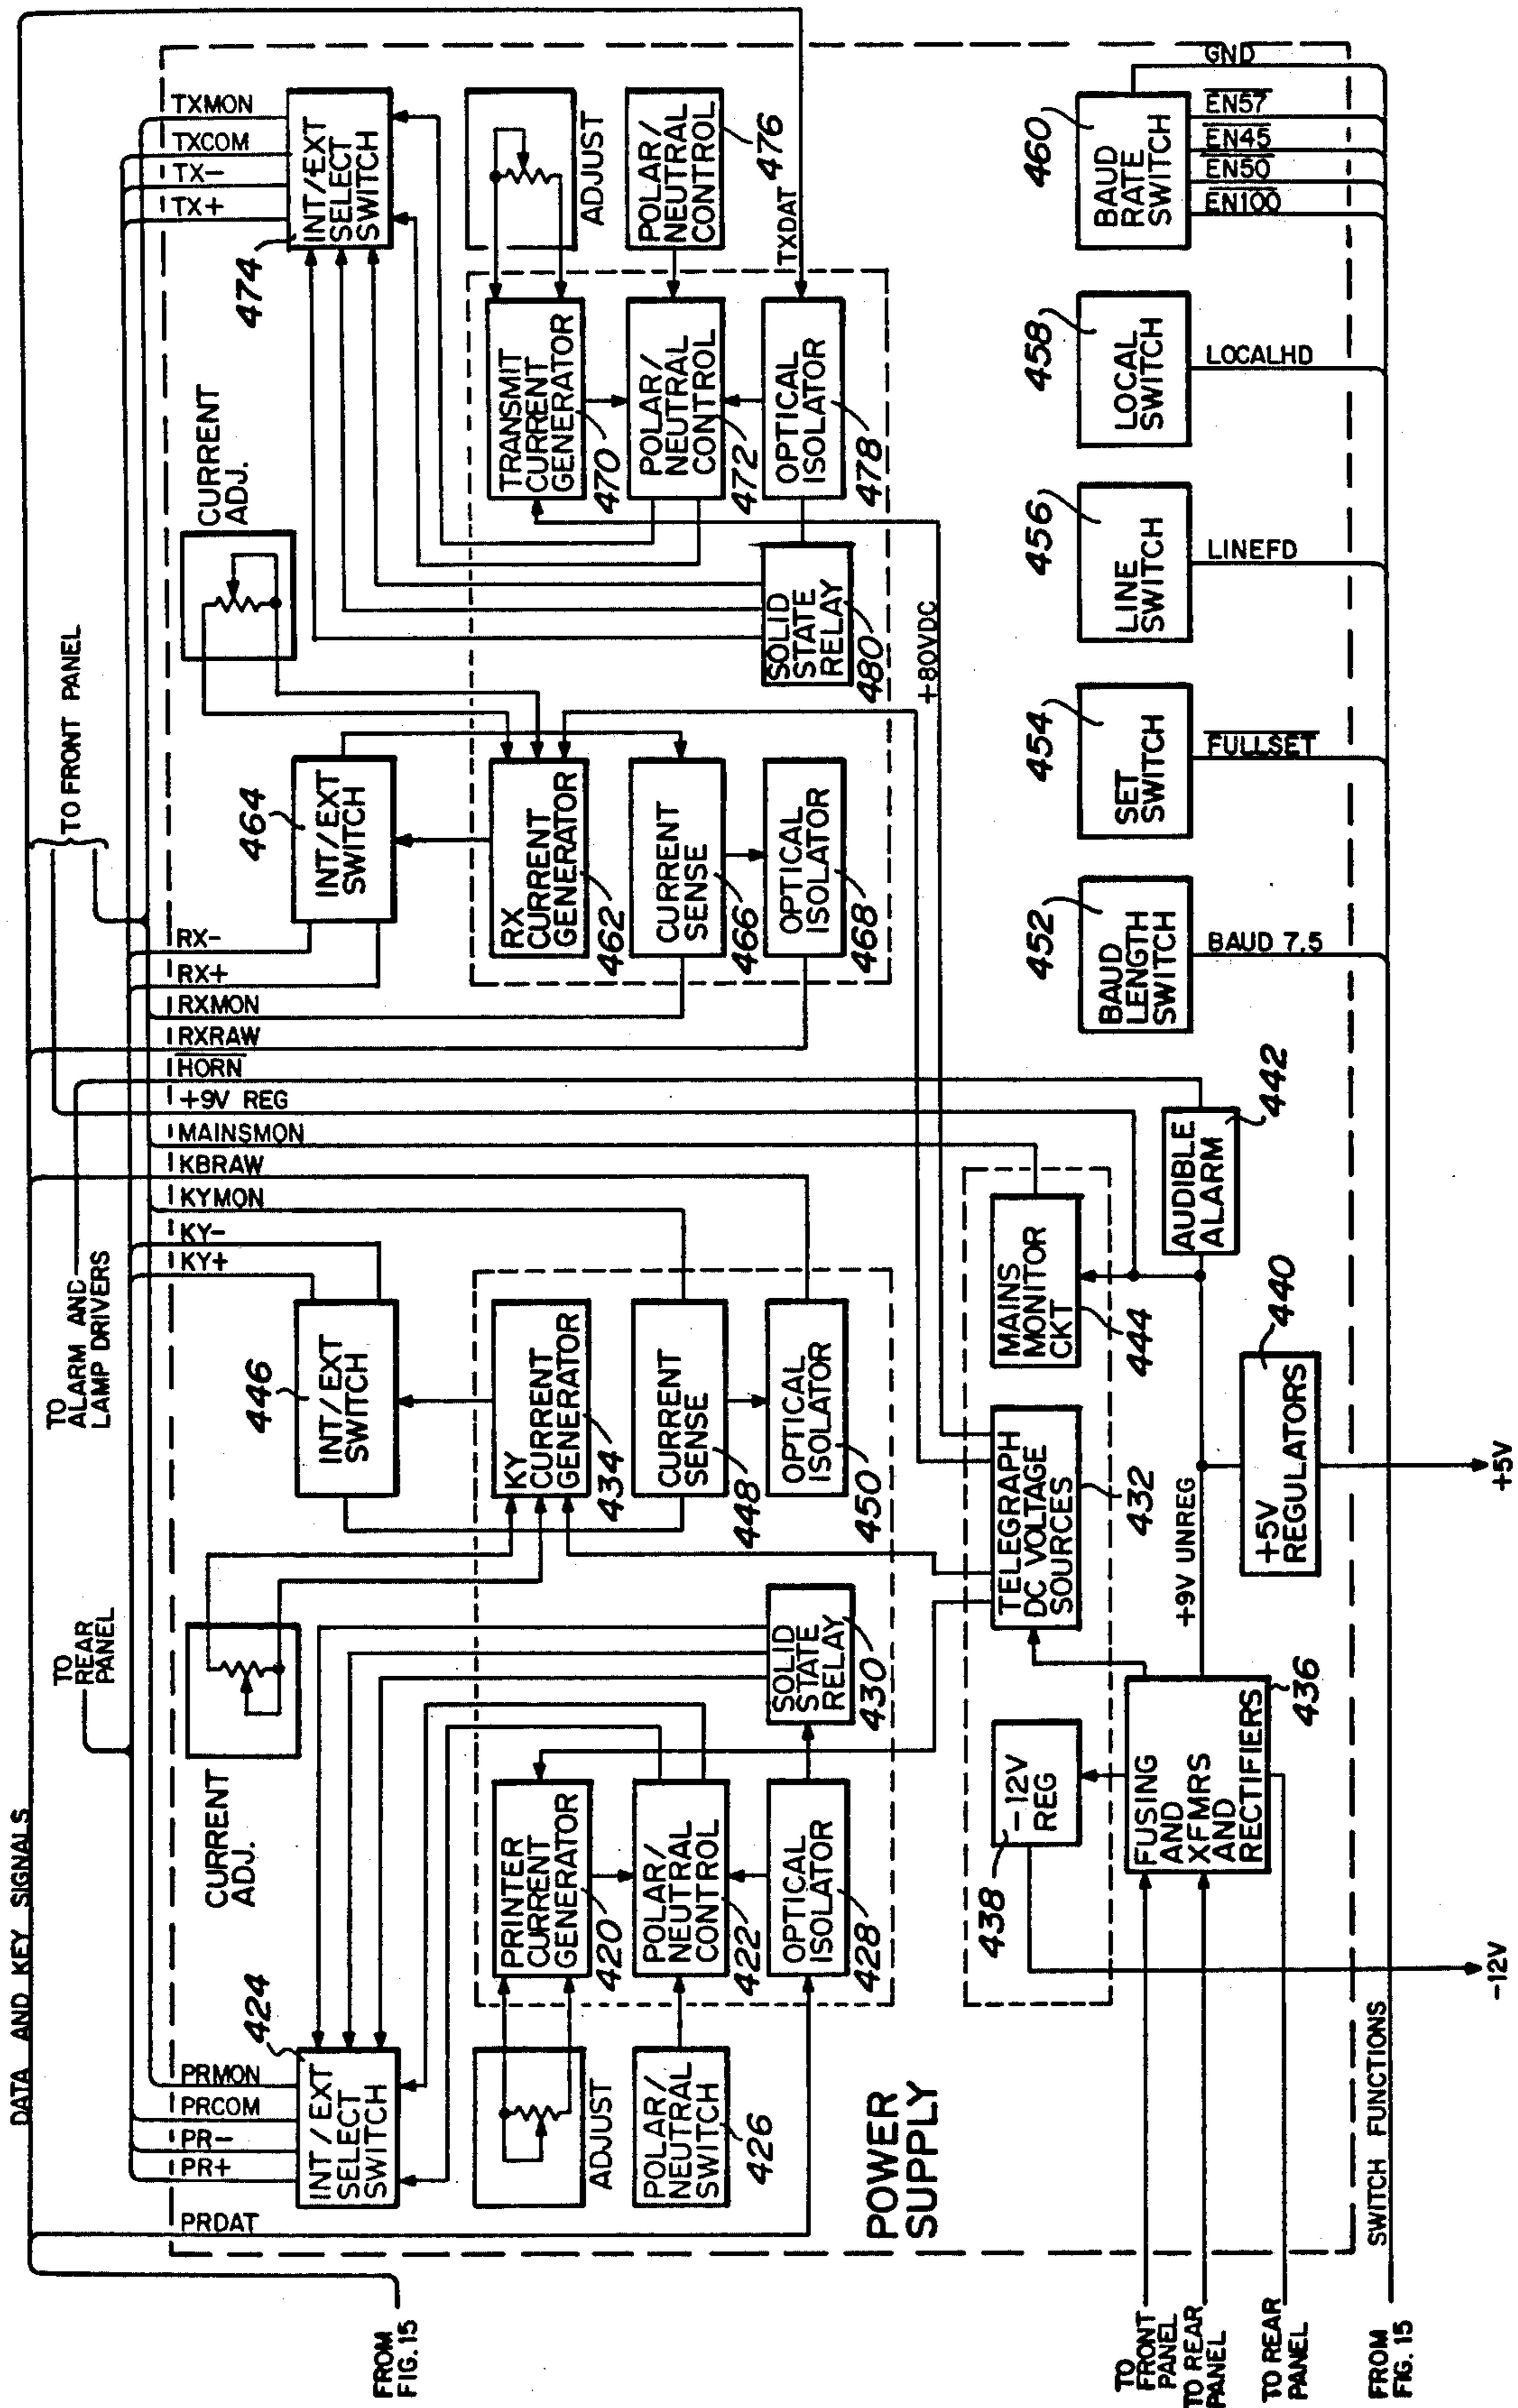 DATA AND KEY SIGNALS
FROM
FIG. 15
TO
REAR
PANEL
TO
ALARM AND
LAMP DRIVERS
TO FRONT PANEL
PRDAT
PR+
PR-
PRCOM
PRMON
KY+
KY-
KYMON
KBRAW
MAINSMON
+9V REG
HORN
RXRAW
RXMON
RX+
RX-
TX+
TX-
TXCOM
TXMON
424
INT/EXT
SELECT
SWITCH
CURRENT
ADJ.
446
INT/EXT
SWITCH
464
INT/EXT
SWITCH
CURRENT
ADJ.
474
INT/EXT
SELECT
SWITCH
ADJUST
PRINTER
CURRENT
GENERATOR
420
KY
CURRENT
GENERATOR
434
RX
CURRENT
GENERATOR
462
TRANSMIT
CURRENT
GENERATOR
470
ADJUST
POLAR/
NEUTRAL
SWITCH
426
POLAR/
NEUTRAL
CONTROL
422
CURRENT
SENSE
448
CURRENT
SENSE
466
POLAR/
NEUTRAL
CONTROL
472
POLAR/
NEUTRAL
CONTROL
476
OPTICAL
ISOLATOR
428
SOLID
STATE
RELAY
430
OPTICAL
ISOLATOR
450
OPTICAL
ISOLATOR
468
SOLID
STATE
RELAY
480
OPTICAL
ISOLATOR
478
TXDAT
POWER
SUPPLY
+80VDC
438
-12V
REG
TELEGRAPH
DC VOLTAGE
SOURCES
432
MAINS
MONITOR
CKT
444
FUSING
AND
XFMRS
AND
RECTIFIERS
436
+9V UNREG
AUDIBLE
ALARM
442
+5V
REGULATORS
440
452
BAUD
LENGTH
SWITCH
BAUD 7.5
454
SET
SWITCH
FULLSET
456
LINE
SWITCH
LINEFD
458
LOCAL
SWITCH
LOCALHD
460
BAUD
RATE
SWITCH
EN100
EN50
EN45
EN57
GND
TO
FRONT
PANEL
TO REAR
PANEL
TO REAR
PANEL
FROM
FIG. 15
SWITCH FUNCTIONS
-12V
+5V